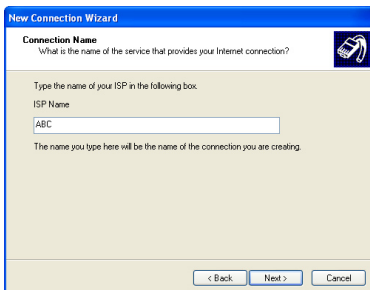 New Connection Wizard
Connection Name
What is the name of the service that provides your Internet connection?
Type the name of your ISP in the following box.
ISP Name
ABC
The name you type here will be the name of the connection you are creating.
< Back
Next >
Cancel